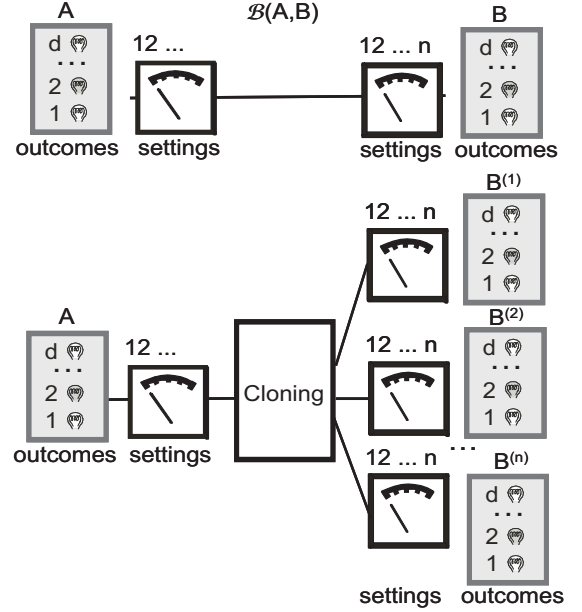 A
ℬ(A,B)
B
12 ...
12 ... n
d
...
2
1
d
...
2
1
outcomes
settings
settings
outcomes
B(1)
12 ... n
d
...
2
1
A
12 ...
B(2)
12 ... n
d
...
2
1
Cloning
d
...
2
1
outcomes
settings
...
12 ... n
B(n)
d
...
2
1
settings
outcomes